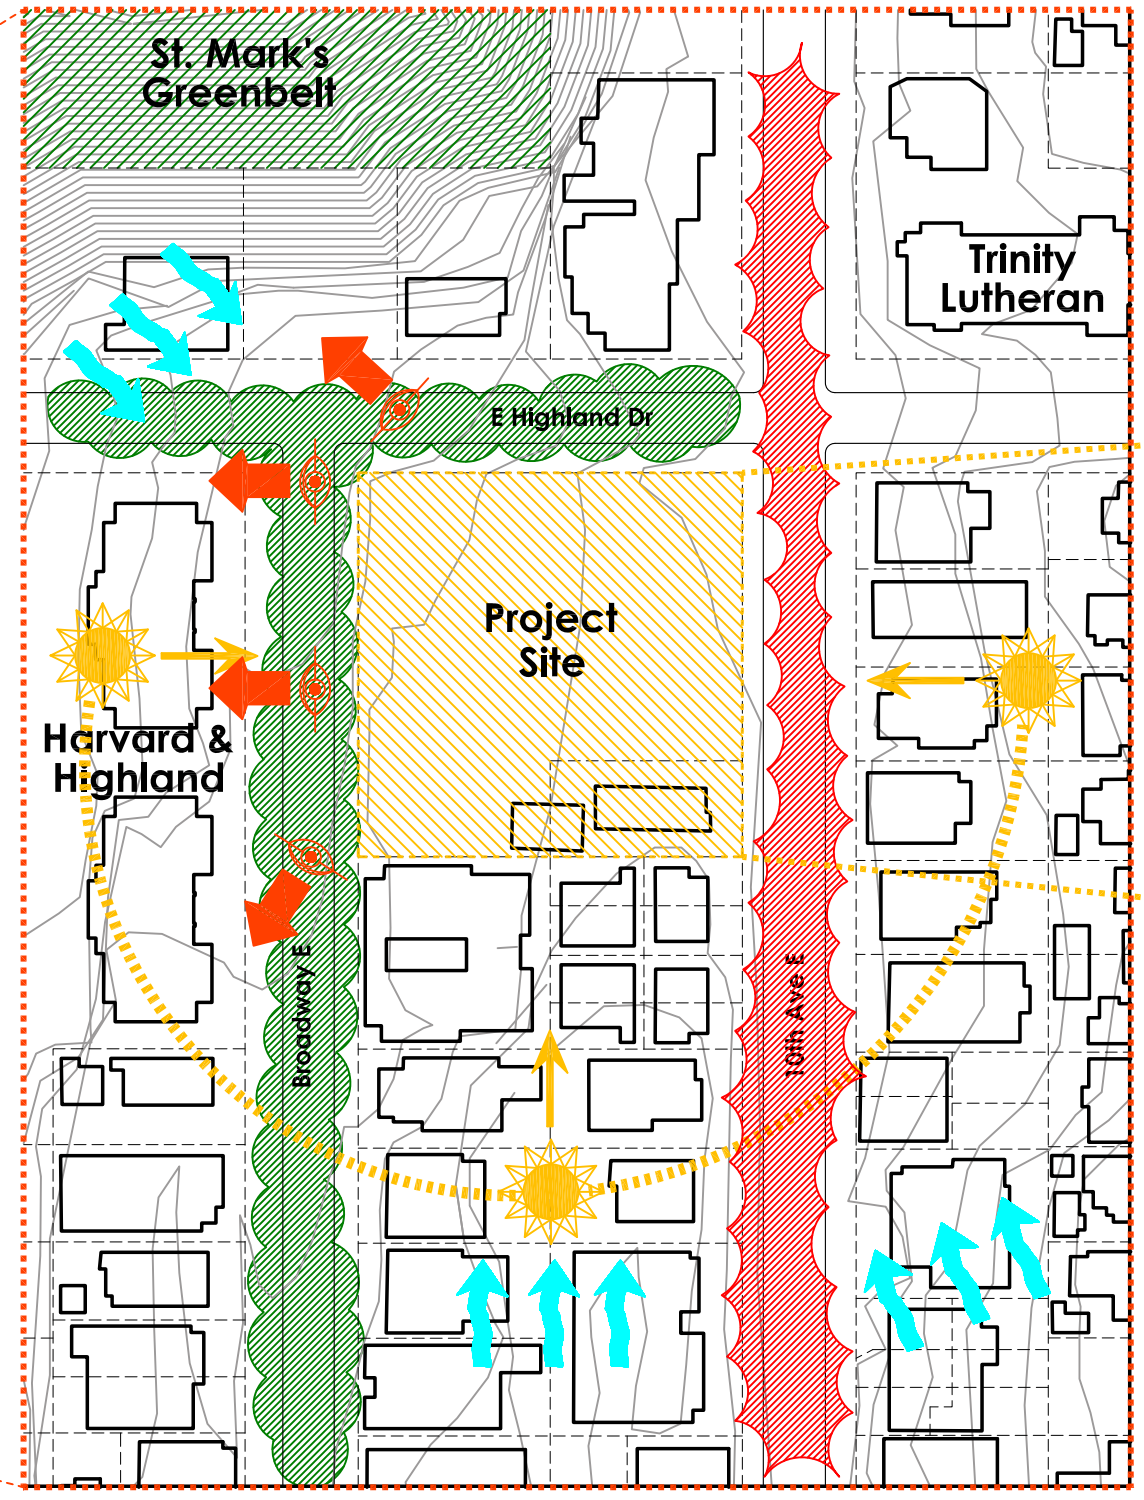 St. Mark's
Greenbelt
Trinity
Lutheran
E Highland Dr
Project
Site
Harvard &
Highland
Broadway E
10th Ave E